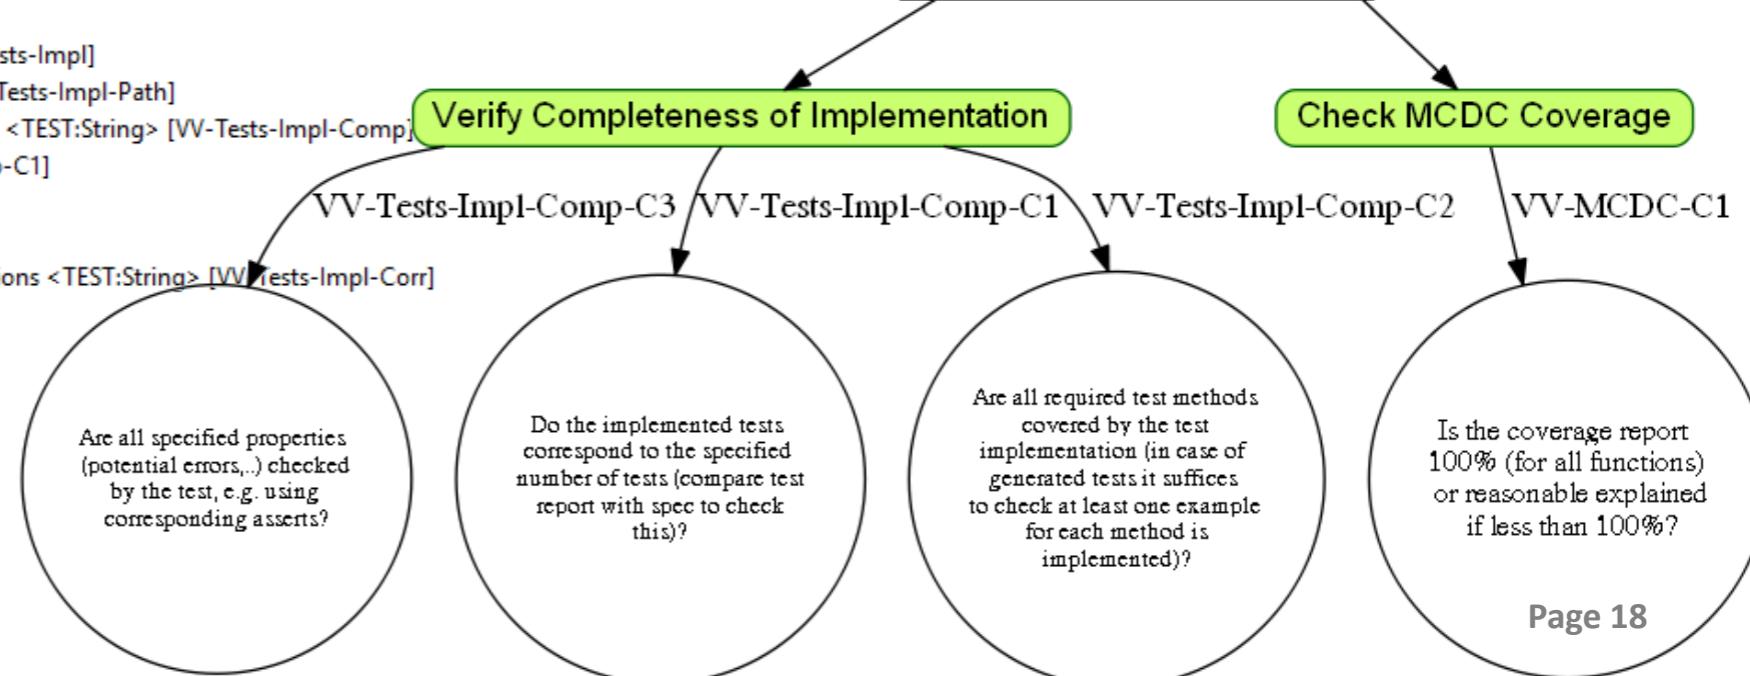 sts-Impl]
Tests-Impl-Path]
<TEST:String> [VV-Tests-Impl-Comp]
-C1]
ions <TEST:String> [VV-Tests-Impl-Corr]
Verify Completeness of Implementation
Check MCDC Coverage
VV-Tests-Impl-Comp-C3
VV-Tests-Impl-Comp-C1
VV-Tests-Impl-Comp-C2
VV-MCDC-C1
Are all specified properties
(potential errors,..) checked
by the test, e.g. using
corresponding asserts?
Do the implemented tests
correspond to the specified
number of tests (compare test
report with spec to check
this)?
Are all required test methods
covered by the test
implementation (in case of
generated tests it suffices
to check at least one example
for each method is
implemented)?
Is the coverage report
100% (for all functions)
or reasonable explained
if less than 100%?
Page 18